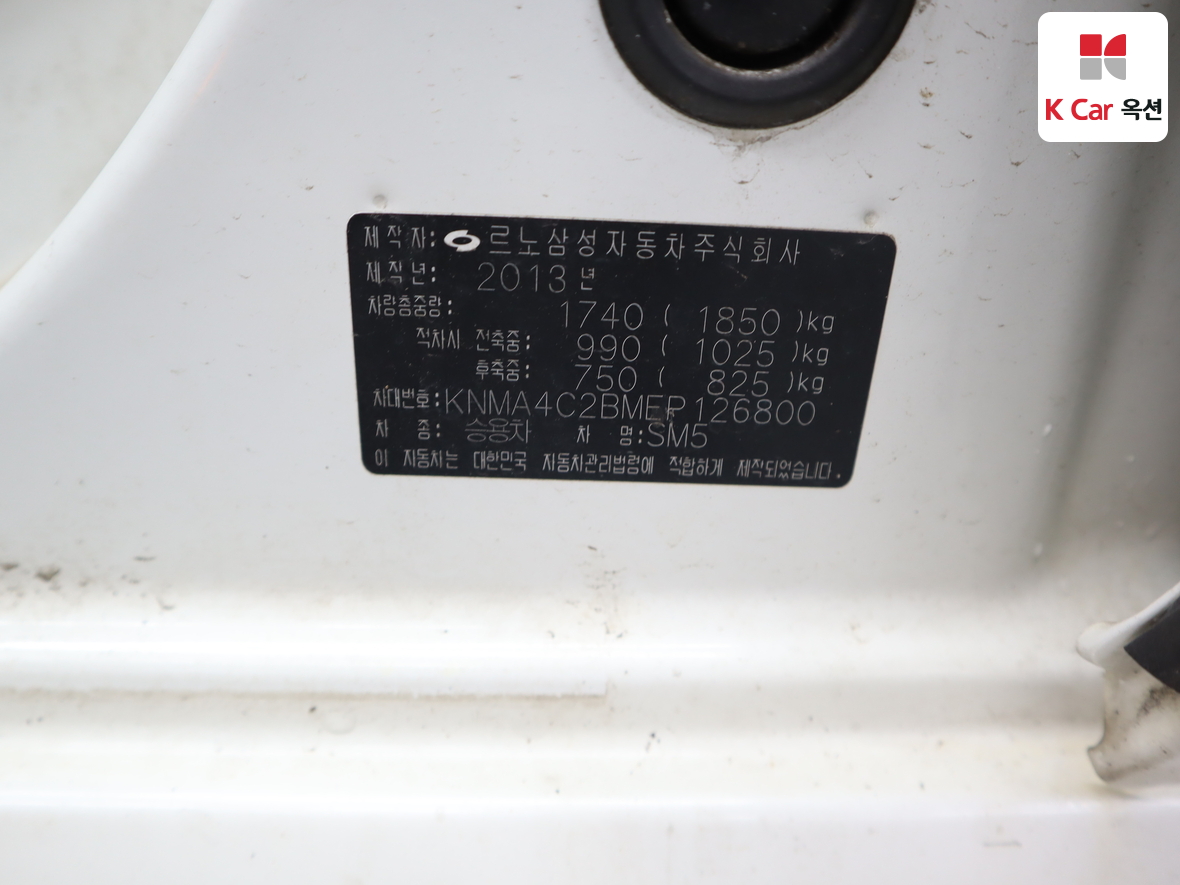 K Car 옥션
제 작 자: 르노삼성자동차주식회사
제 작 년: 2013 년
차량총중량: 1740 ( 1850 )kg
적차시 전축중: 990 ( 1025 )kg
후축중: 750 ( 825 )kg
차대번호:KNMA4C2BMEP126800
차 종: 승용차 차 명:SM5
이 자동차는 대한민국 자동차관리법령에 적합하게 제작되었습니다.